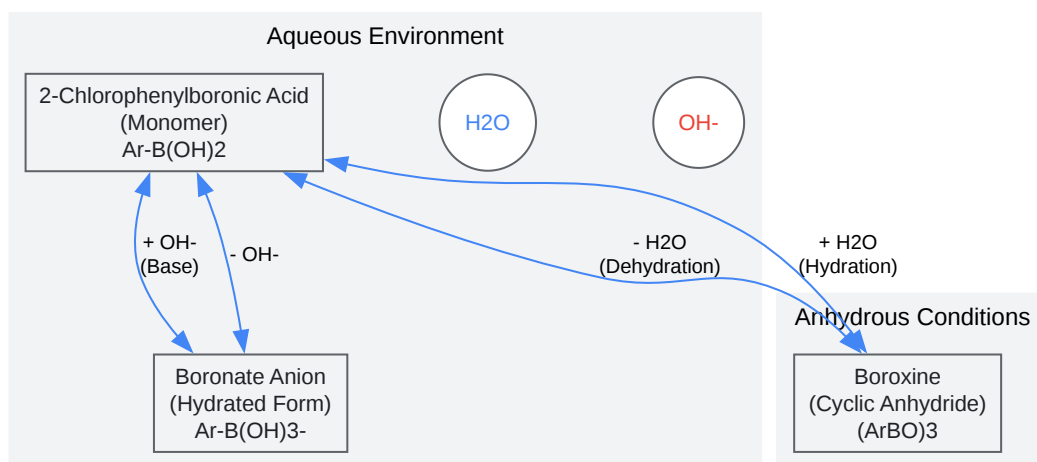 Aqueous Environment
2-Chlorophenylboronic Acid
(Monomer)
Ar-B(OH)2
H2O
OH-
+ OH-
(Base)
- OH-
- H2O
(Dehydration)
+ H2O
(Hydration)
Anhydrous Conditions
Boronate Anion
(Hydrated Form)
Ar-B(OH)3-
Boroxine
(Cyclic Anhydride)
(ArBO)3